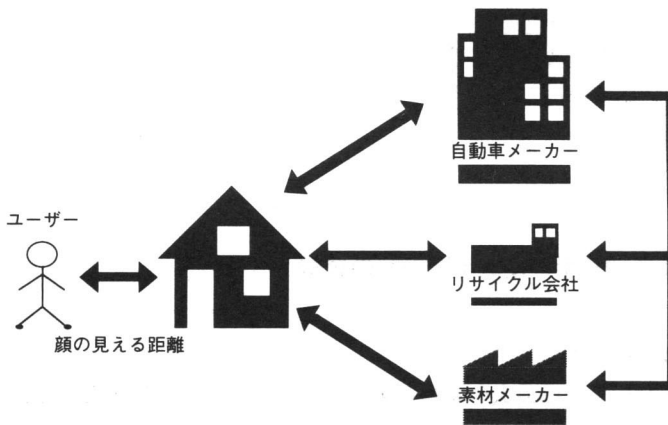 自動車メーカー
ユーザー
リサイクル会社
顔の見える距離
素材メーカー